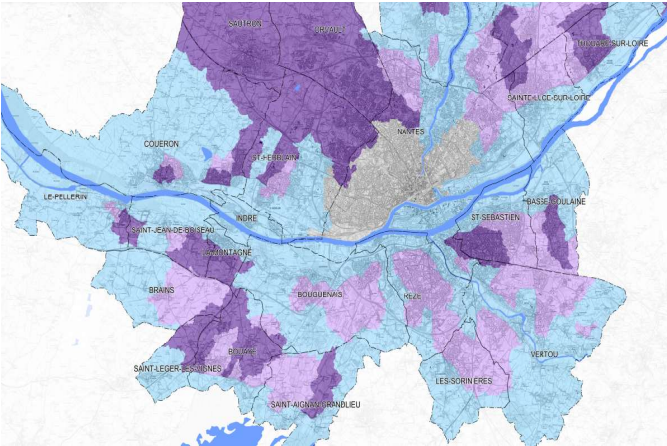 SAUTRON
ORVAULT
THOUARE-SUR-LOIRE
SAINTE-LUCE-SUR-LOIRE
NANTES
COUERON
ST-HERBLAIN
LE-PELLERIN
BASSE-GOULAINE
INDRE
ST-SEBASTIEN
SAINT-JEAN-DE-BOISEAU
LA MONTAGNE
BRAINS
BOUGUENAIS
REZE
BOUAYE
VERTOU
SAINT-LEGER-LES-VIGNES
LES-SORINIERES
SAINT-AIGNAN-GRANDLIEU